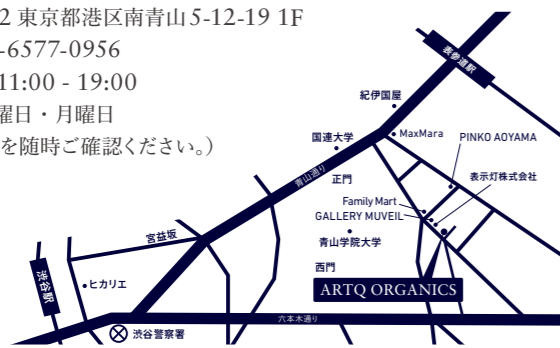 2 東京都港区南青山5-12-19 1F
-6577-0956
11:00 - 19:00
曜日・月曜日
を随時ご確認ください。）
表参道駅
紀伊国屋
MaxMara
国連大学
PINKO AOYAMA
青山通り
正門
表示灯株式会社
Family Mart
GALLERY MUVEIL
宮益坂
青山学院大学
西門
渋谷駅
ヒカリエ
ARTQ ORGANICS
六本木通り
渋谷警察署